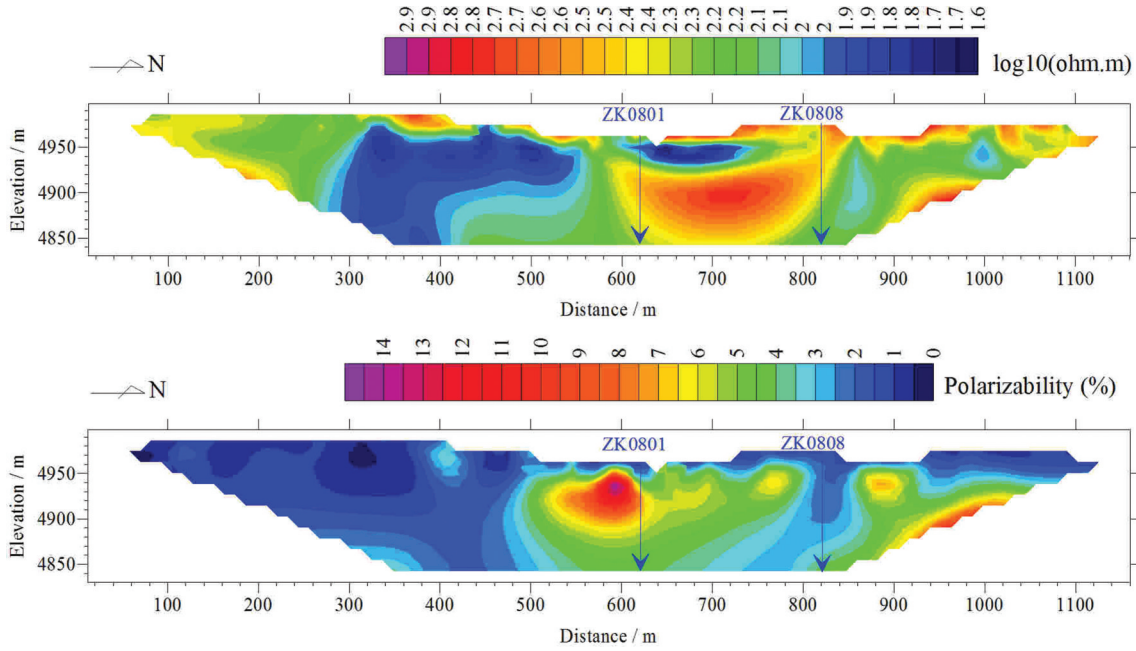 2.9 2.9 2.8 2.8 2.7 2.7 2.6 2.6 2.5 2.5 2.4 2.4 2.3 2.3 2.2 2.2 2.1 2.1 2 2 1.9 1.9 1.8 1.8 1.7 1.7 1.6
N
log10(ohm.m)
ZK0801 ZK0808
Elevation / m
4950
4900
4850
100 200 300 400 500 600 700 800 900 1000 1100
Distance / m
14 13 12 11 10 9 8 7 6 5 4 3 2 1 0
N
Polarizability (%)
ZK0801 ZK0808
Elevation / m
4950
4900
4850
100 200 300 400 500 600 700 800 900 1000 1100
Distance / m